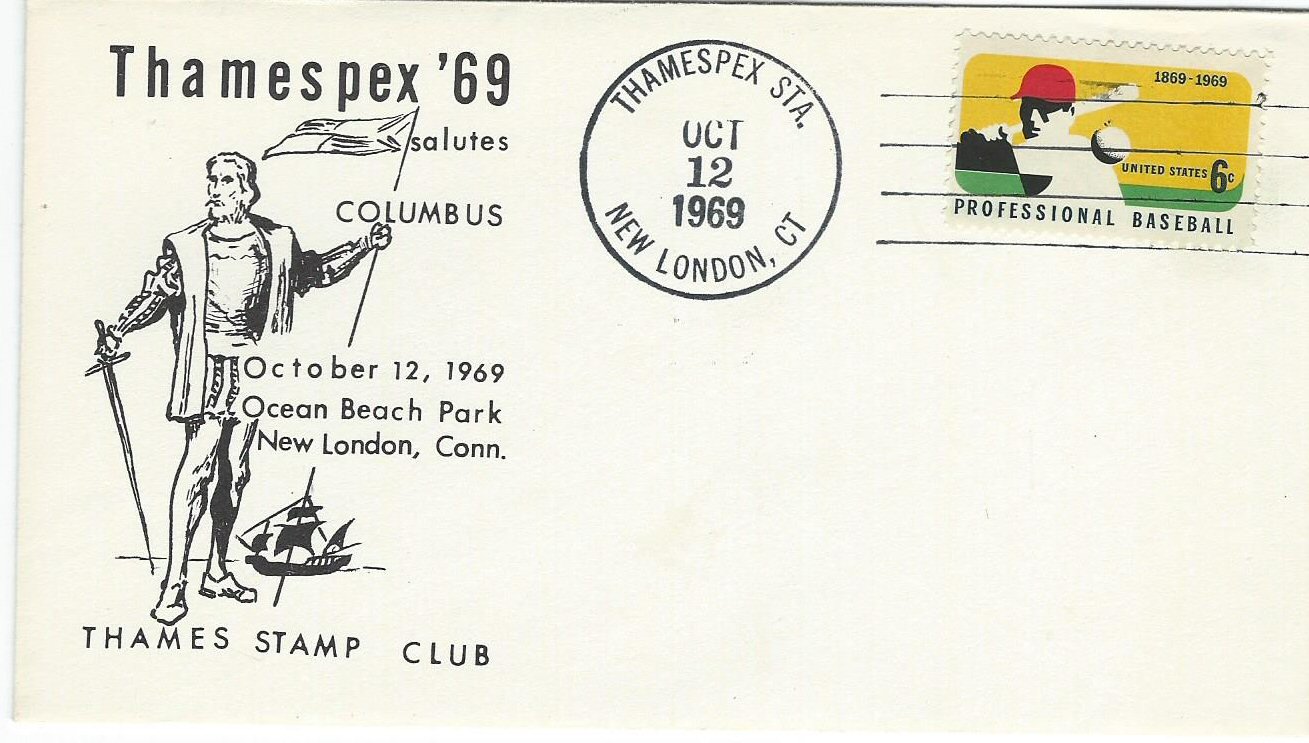 Thamespex '69
salutes
COLUMBUS
October 12, 1969
Ocean Beach Park
New London, Conn.
THAMES STAMP CLUB
THAMESPEX STA.
OCT
12
1969
NEW LONDON, CT
1869-1969
UNITED STATES 6c
PROFESSIONAL BASEBALL